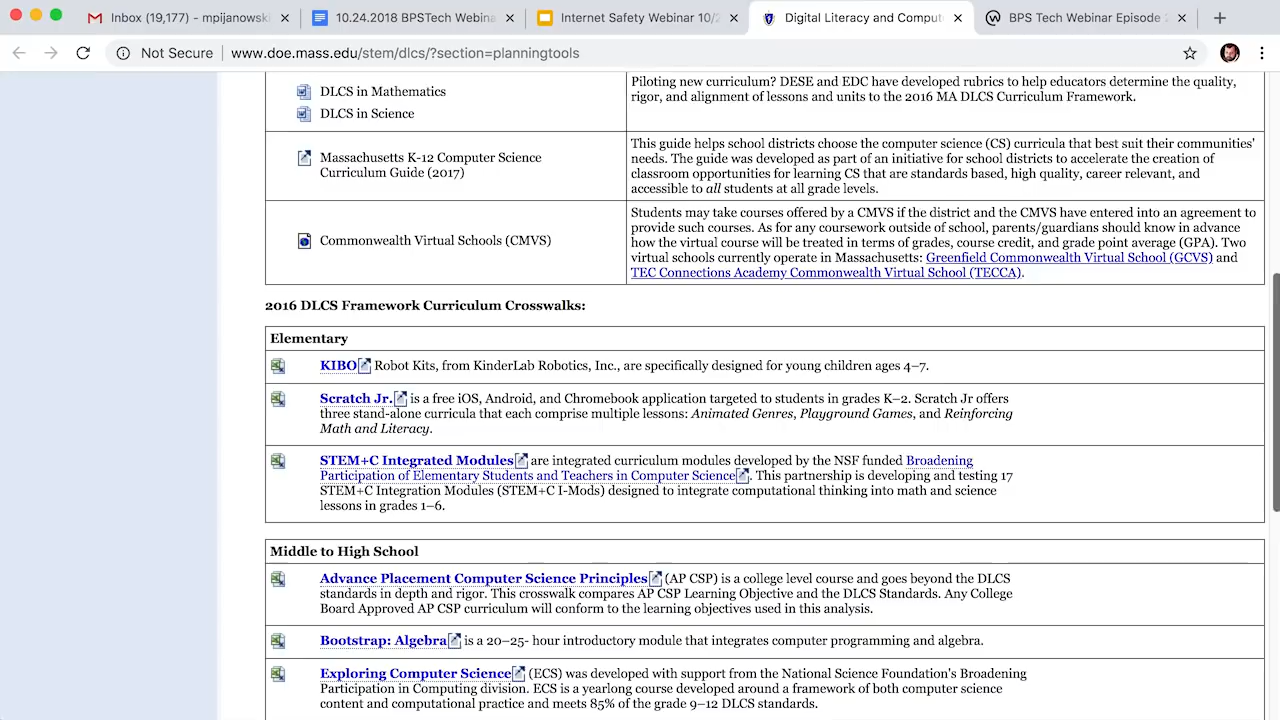 Inbox (19,177) - mpijanowsk
10.24.2018 BPSTech Webina
Internet Safety Webinar 10/2
Digital Literacy and Comput
BPS Tech Webinar Episode 2
Not Secure
www.doe.mass.edu/stem/dlcs/?section=planningtools
DLCS in Mathematics
DLCS in Science
Piloting new curriculum? DESE and EDC have developed rubrics to help educators determine the quality,
rigor, and alignment of lessons and units to the 2016 MA DLCS Curriculum Framework.
Massachusetts K-12 Computer Science
Curriculum Guide (2017)
This guide helps school districts choose the computer science (CS) curricula that best suit their communities'
needs. The guide was developed as part of an initiative for school districts to accelerate the creation of
classroom opportunities for learning CS that are standards based, high quality, career relevant, and
accessible to all students at all grade levels.
Commonwealth Virtual Schools (CMVS)
Students may take courses offered by a CMVS if the district and the CMVS have entered into an agreement to
provide such courses. As for any coursework outside of school, parents/guardians should know in advance
how the virtual course will be treated in terms of grades, course credit, and grade point average (GPA). Two
virtual schools currently operate in Massachusetts: Greenfield Commonwealth Virtual School (GCVS) and
TEC Connections Academy Commonwealth Virtual School (TECCA).
2016 DLCS Framework Curriculum Crosswalks:
Elementary
KIBO Robot Kits, from KinderLab Robotics, Inc., are specifically designed for young children ages 4–7.
Scratch Jr. is a free iOS, Android, and Chromebook application targeted to students in grades K–2. Scratch Jr offers
three stand-alone curricula that each comprise multiple lessons: Animated Genres, Playground Games, and Reinforcing
Math and Literacy.
STEM+C Integrated Modules are integrated curriculum modules developed by the NSF funded Broadening
Participation of Elementary Students and Teachers in Computer Science. This partnership is developing and testing 17
STEM+C Integration Modules (STEM+C I-Mods) designed to integrate computational thinking into math and science
lessons in grades 1–6.
Middle to High School
Advance Placement Computer Science Principles (AP CSP) is a college level course and goes beyond the DLCS
standards in depth and rigor. This crosswalk compares AP CSP Learning Objective and the DLCS Standards. Any College
Board Approved AP CSP curriculum will conform to the learning objectives used in this analysis.
Bootstrap: Algebra is a 20–25- hour introductory module that integrates computer programming and algebra.
Exploring Computer Science (ECS) was developed with support from the National Science Foundation's Broadening
Participation in Computing division. ECS is a yearlong course developed around a framework of both computer science
content and computational practice and meets 85% of the grade 9–12 DLCS standards.